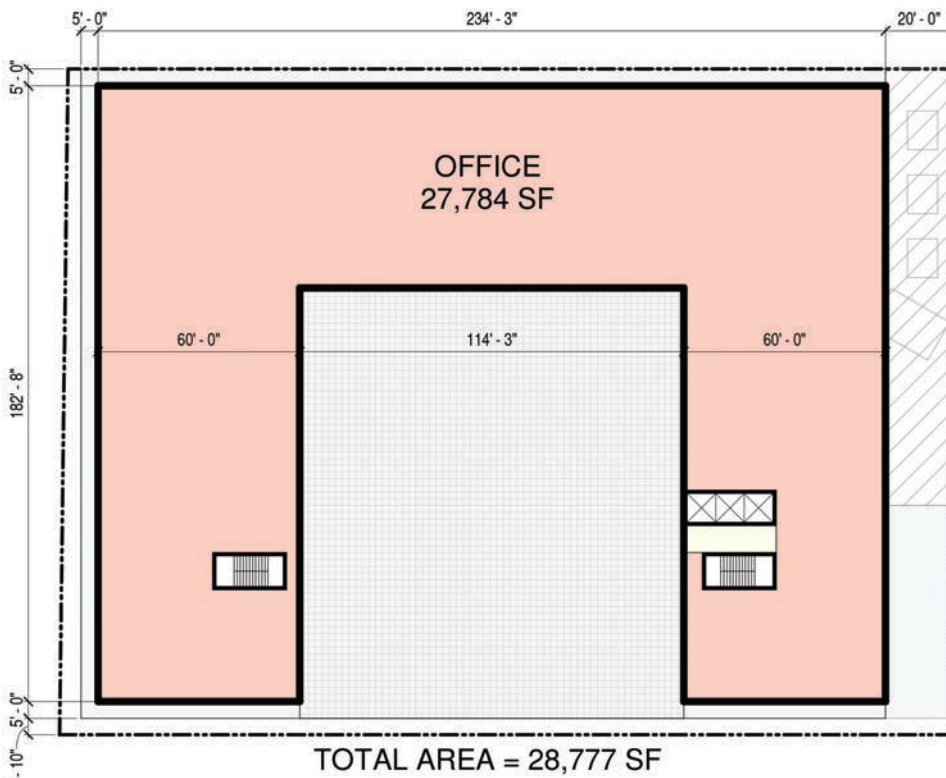 5' - 0"
234' - 3"
20' - 0"
5' - 0"
OFFICE
27,784 SF
60' - 0"
114' - 3"
60' - 0"
182' - 8"
5' - 0"
- 10"
TOTAL AREA = 28,777 SF